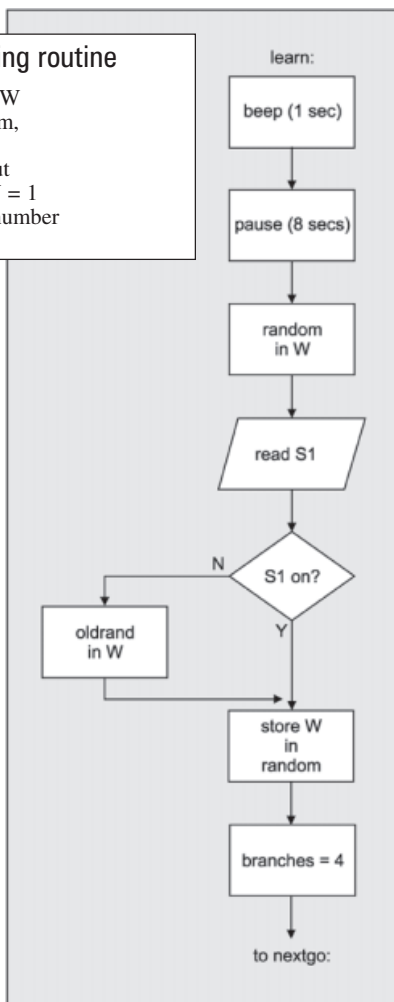 ng routine
W
m,
ut
= 1
number
learn:
beep (1 sec)
pause (8 secs)
random
in W
read S1
S1 on?
N
Y
oldrand
in W
store W
in
random
branches = 4
to nextgo: